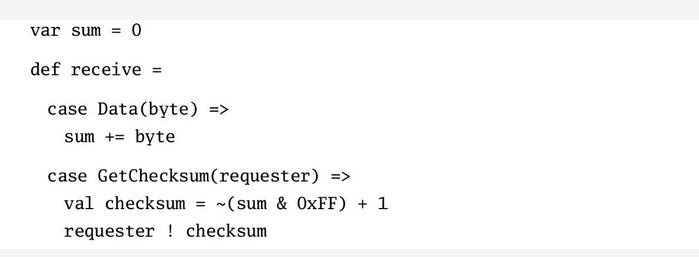 var sum = 0
def receive =
case Data(byte) =>
sum += byte
case GetChecksum(requester) =>
val checksum = ~(sum & 0xFF) + 1
requester ! checksum